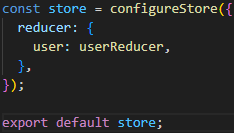 const store = configureStore({
  reducer: {
    user: userReducer,
  },
});

export default store;